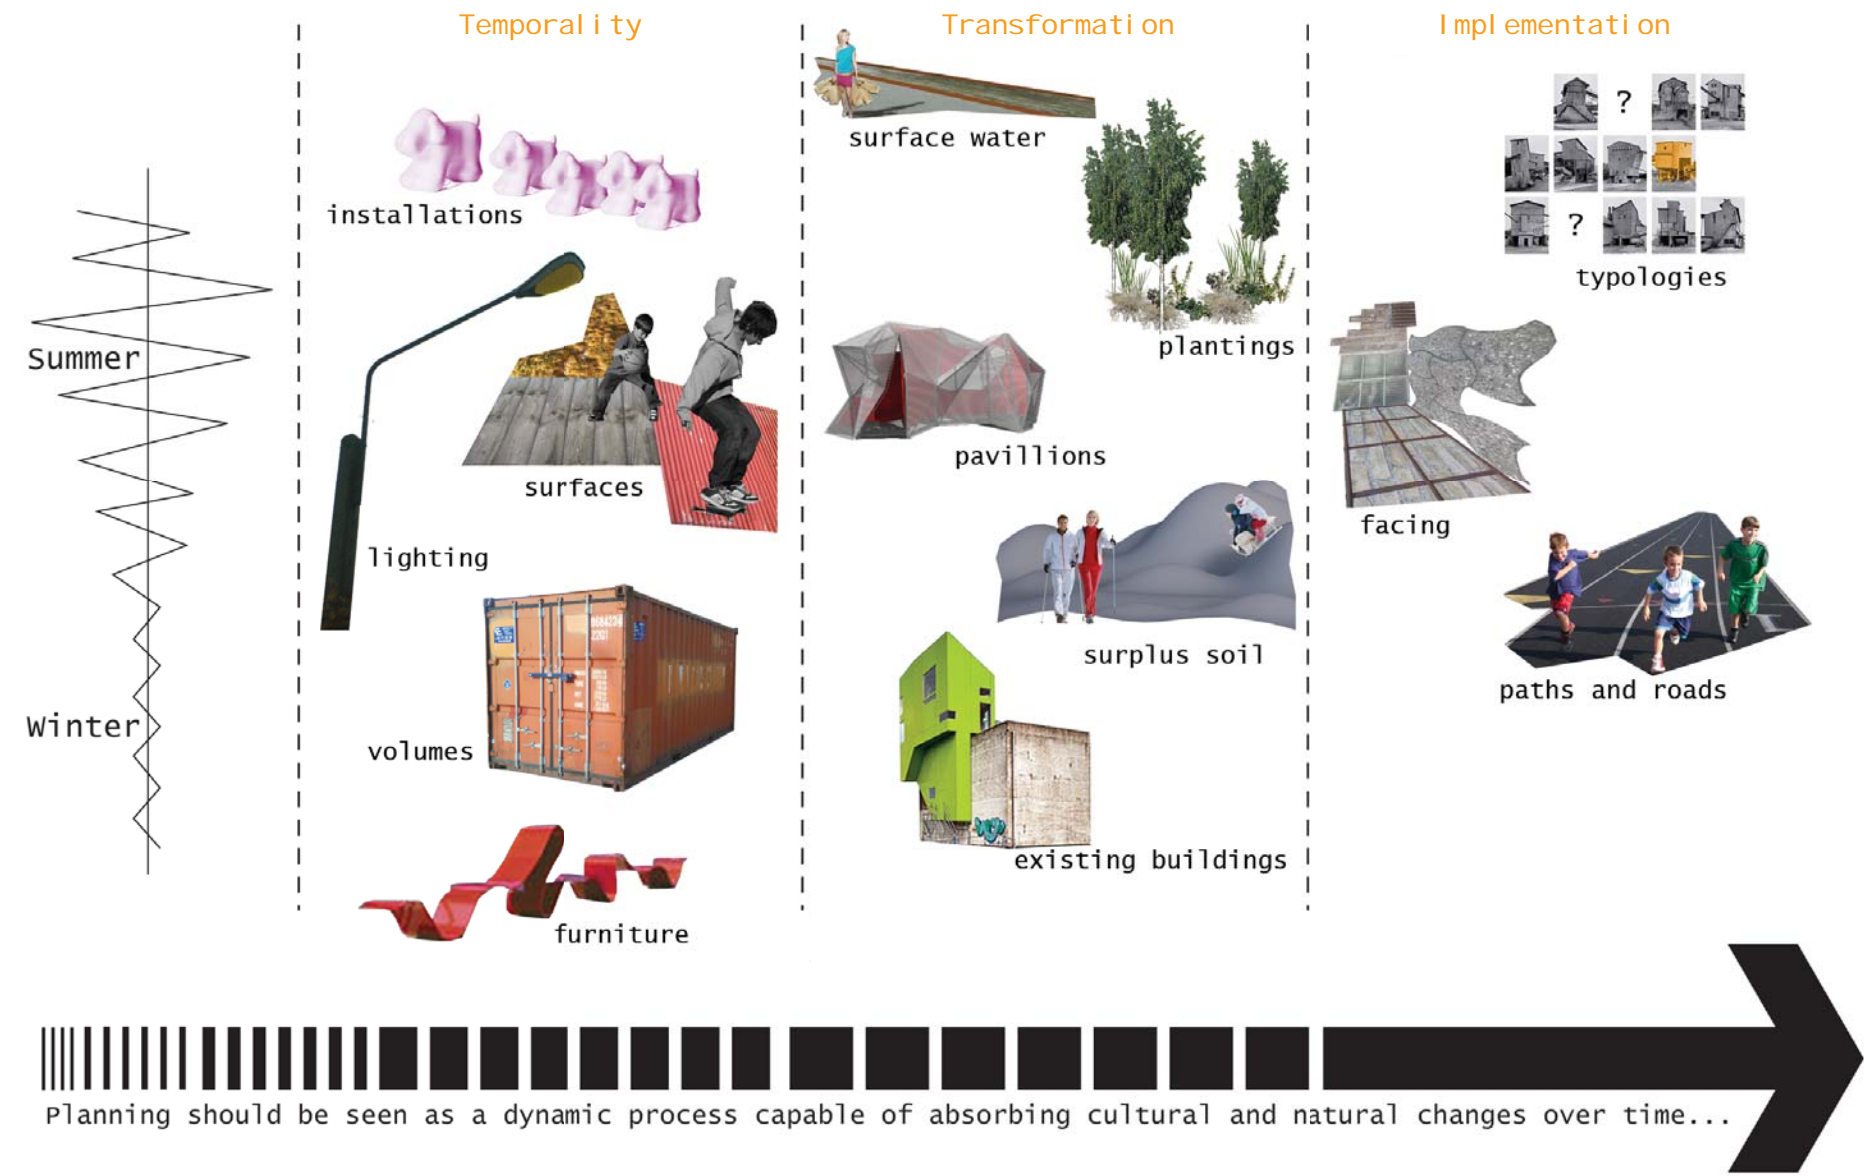 Temporality
Transformation
Implementation
surface water
installations
typologies
plantings
Summer
pavillions
surfaces
facing
lighting
8684234
22G1
surplus soil
paths and roads
Winter
volumes
existing buildings
furniture
?
?
Planning should be seen as a dynamic process capable of absorbing cultural and natural changes over time...